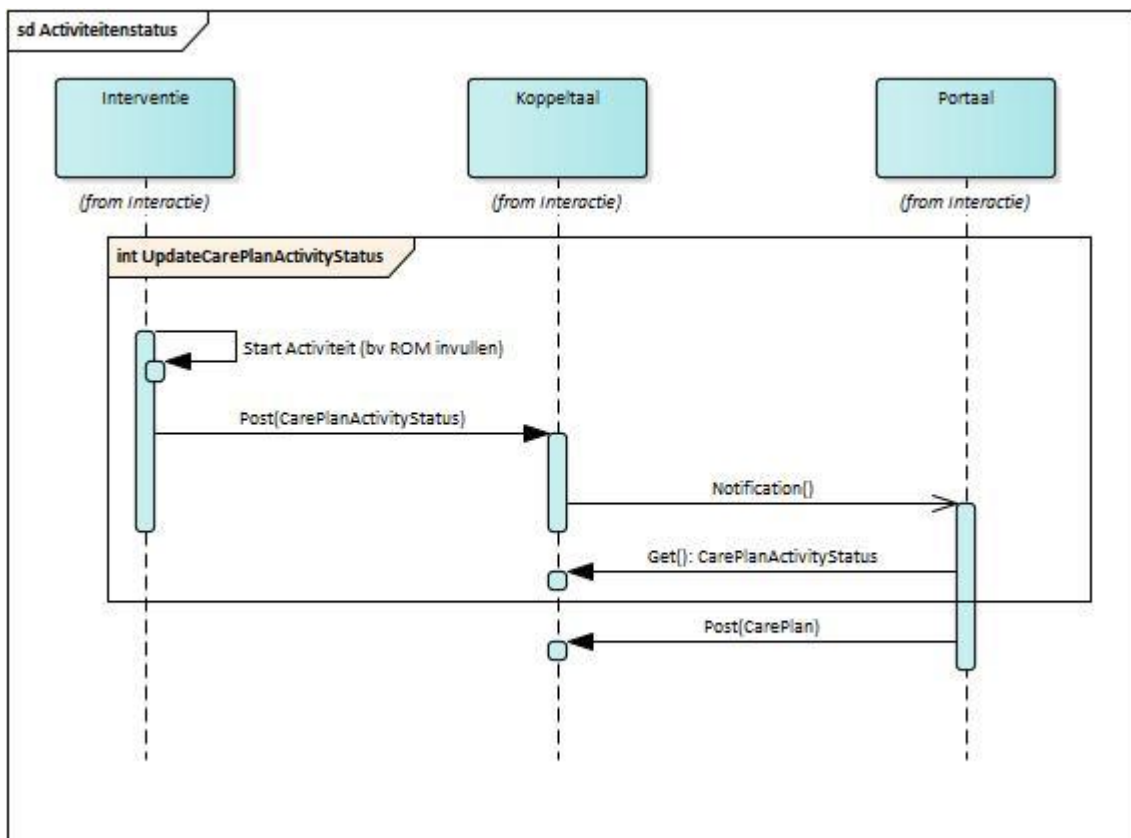 sd Activiteitenstatus
Interventie
Koppeltaal
Portaal
(from Interactie)
(from Interactie)
(from Interactie)
int UpdateCarePlanActivityStatus
Start Activiteit (bv ROM invullen)
Post(CarePlanActivityStatus)
Notification()
Get(): CarePlanActivityStatus
Post(CarePlan)